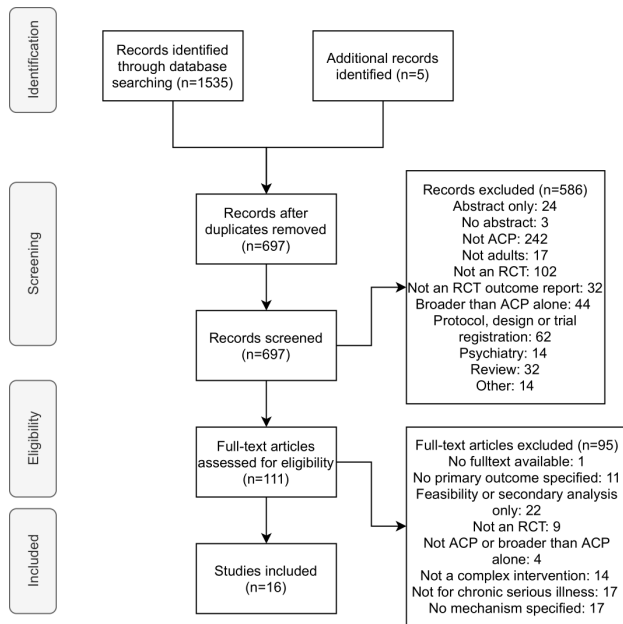 Identification
Records identified
through database
searching (n=1535)
Additional records
identified (n=5)
Screening
Records after
duplicates removed
(n=697)
Records screened
(n=697)
Records excluded (n=586)
Abstract only: 24
No abstract: 3
Not ACP: 242
Not adults: 17
Not an RCT: 102
Not an RCT outcome report: 32
Broader than ACP alone: 44
Protocol, design or trial
registration: 62
Psychiatry: 14
Review: 32
Other: 14
Eligibility
Full-text articles
assessed for eligibility
(n=111)
Full-text articles excluded (n=95)
No fulltext available: 1
No primary outcome specified: 11
Feasibility or secondary analysis
only: 22
Not an RCT: 9
Not ACP or broader than ACP
alone: 4
Not a complex intervention: 14
Not for chronic serious illness: 17
No mechanism specified: 17
Included
Studies included
(n=16)